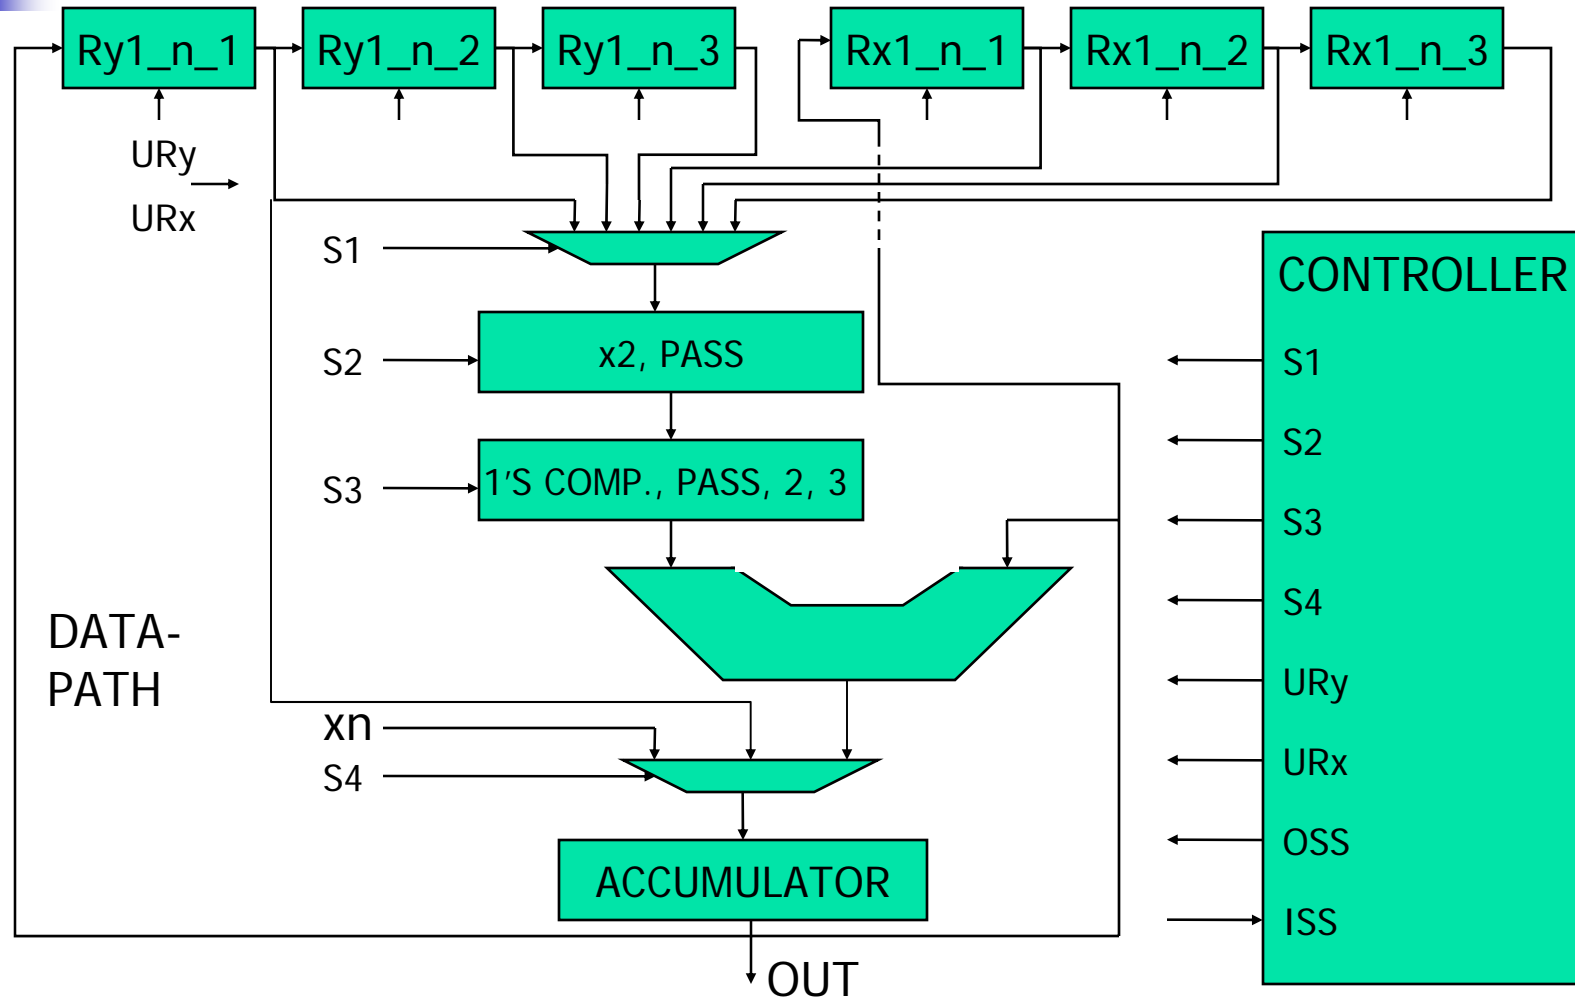 Ry1_n_1
Ry1_n_2
Ry1_n_3
Rx1_n_1
Rx1_n_2
Rx1_n_3
URy
URx
S1
S2
x2, PASS
S3
1'S COMP., PASS, 2, 3
DATA-
PATH
xn
S4
ACCUMULATOR
OUT
CONTROLLER
S1
S2
S3
S4
URy
URx
OSS
ISS